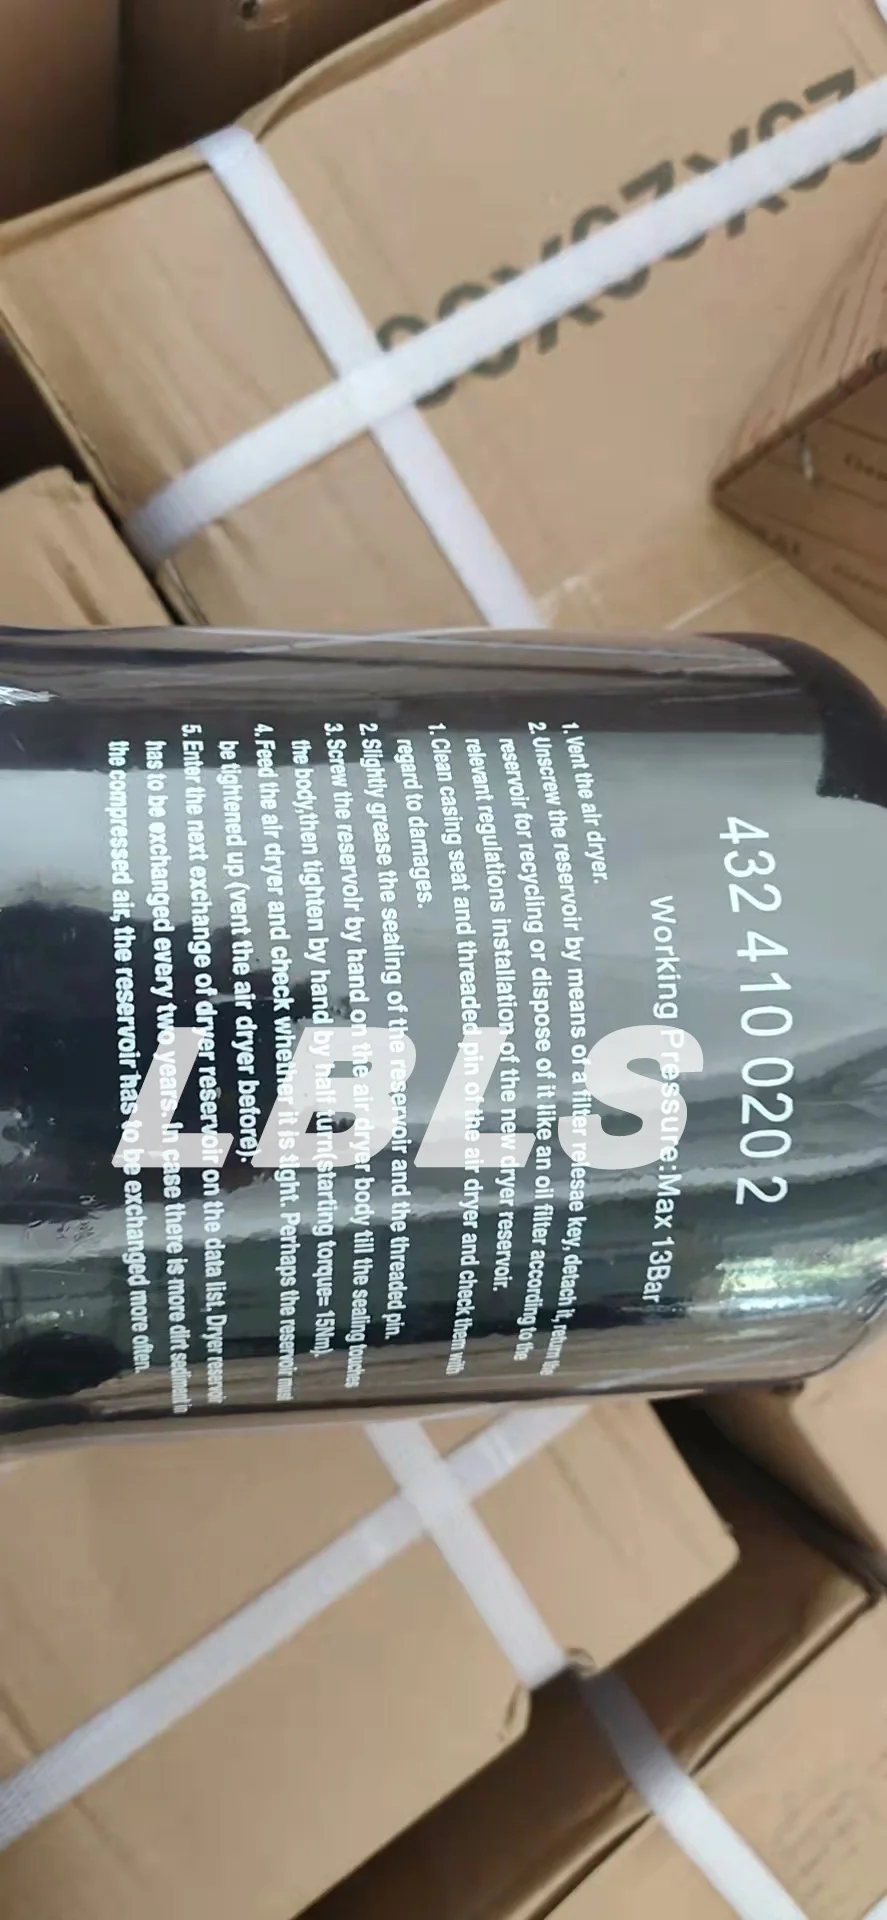 432 410 020 2
Working Pressure:Max 13Bar
1. Vent the air dryer.
2. Unscrew the reservoir by means of a filter relesae key, detach it, return the
reservoir for recycling or dispose of it like an oil filter according to the
relevant regulations installation of the new dryer reservoir.
1. Clean casing seat and threaded pin of the air dryer and check them with
regard to damages.
2. Slightly grease the sealing of the reservoir and the threaded pin.
3. Screw the reservolr by hand on the air dryer body till the sealing touches
the body,then tighten by hand by half turn(starting torque= 15Nm).
4. Feed the air dryer and check whether it is tight. Perhaps the reservoir must
be tightened up (vent the air dryer before).
5. Enter the next exchange of dryer reservoir on the data list, Dryer reservoir
has to be exchanged every two years. In case there is more dirt sediment in
the compressed air, the reservoir has to be exchanged more often.
LBLS